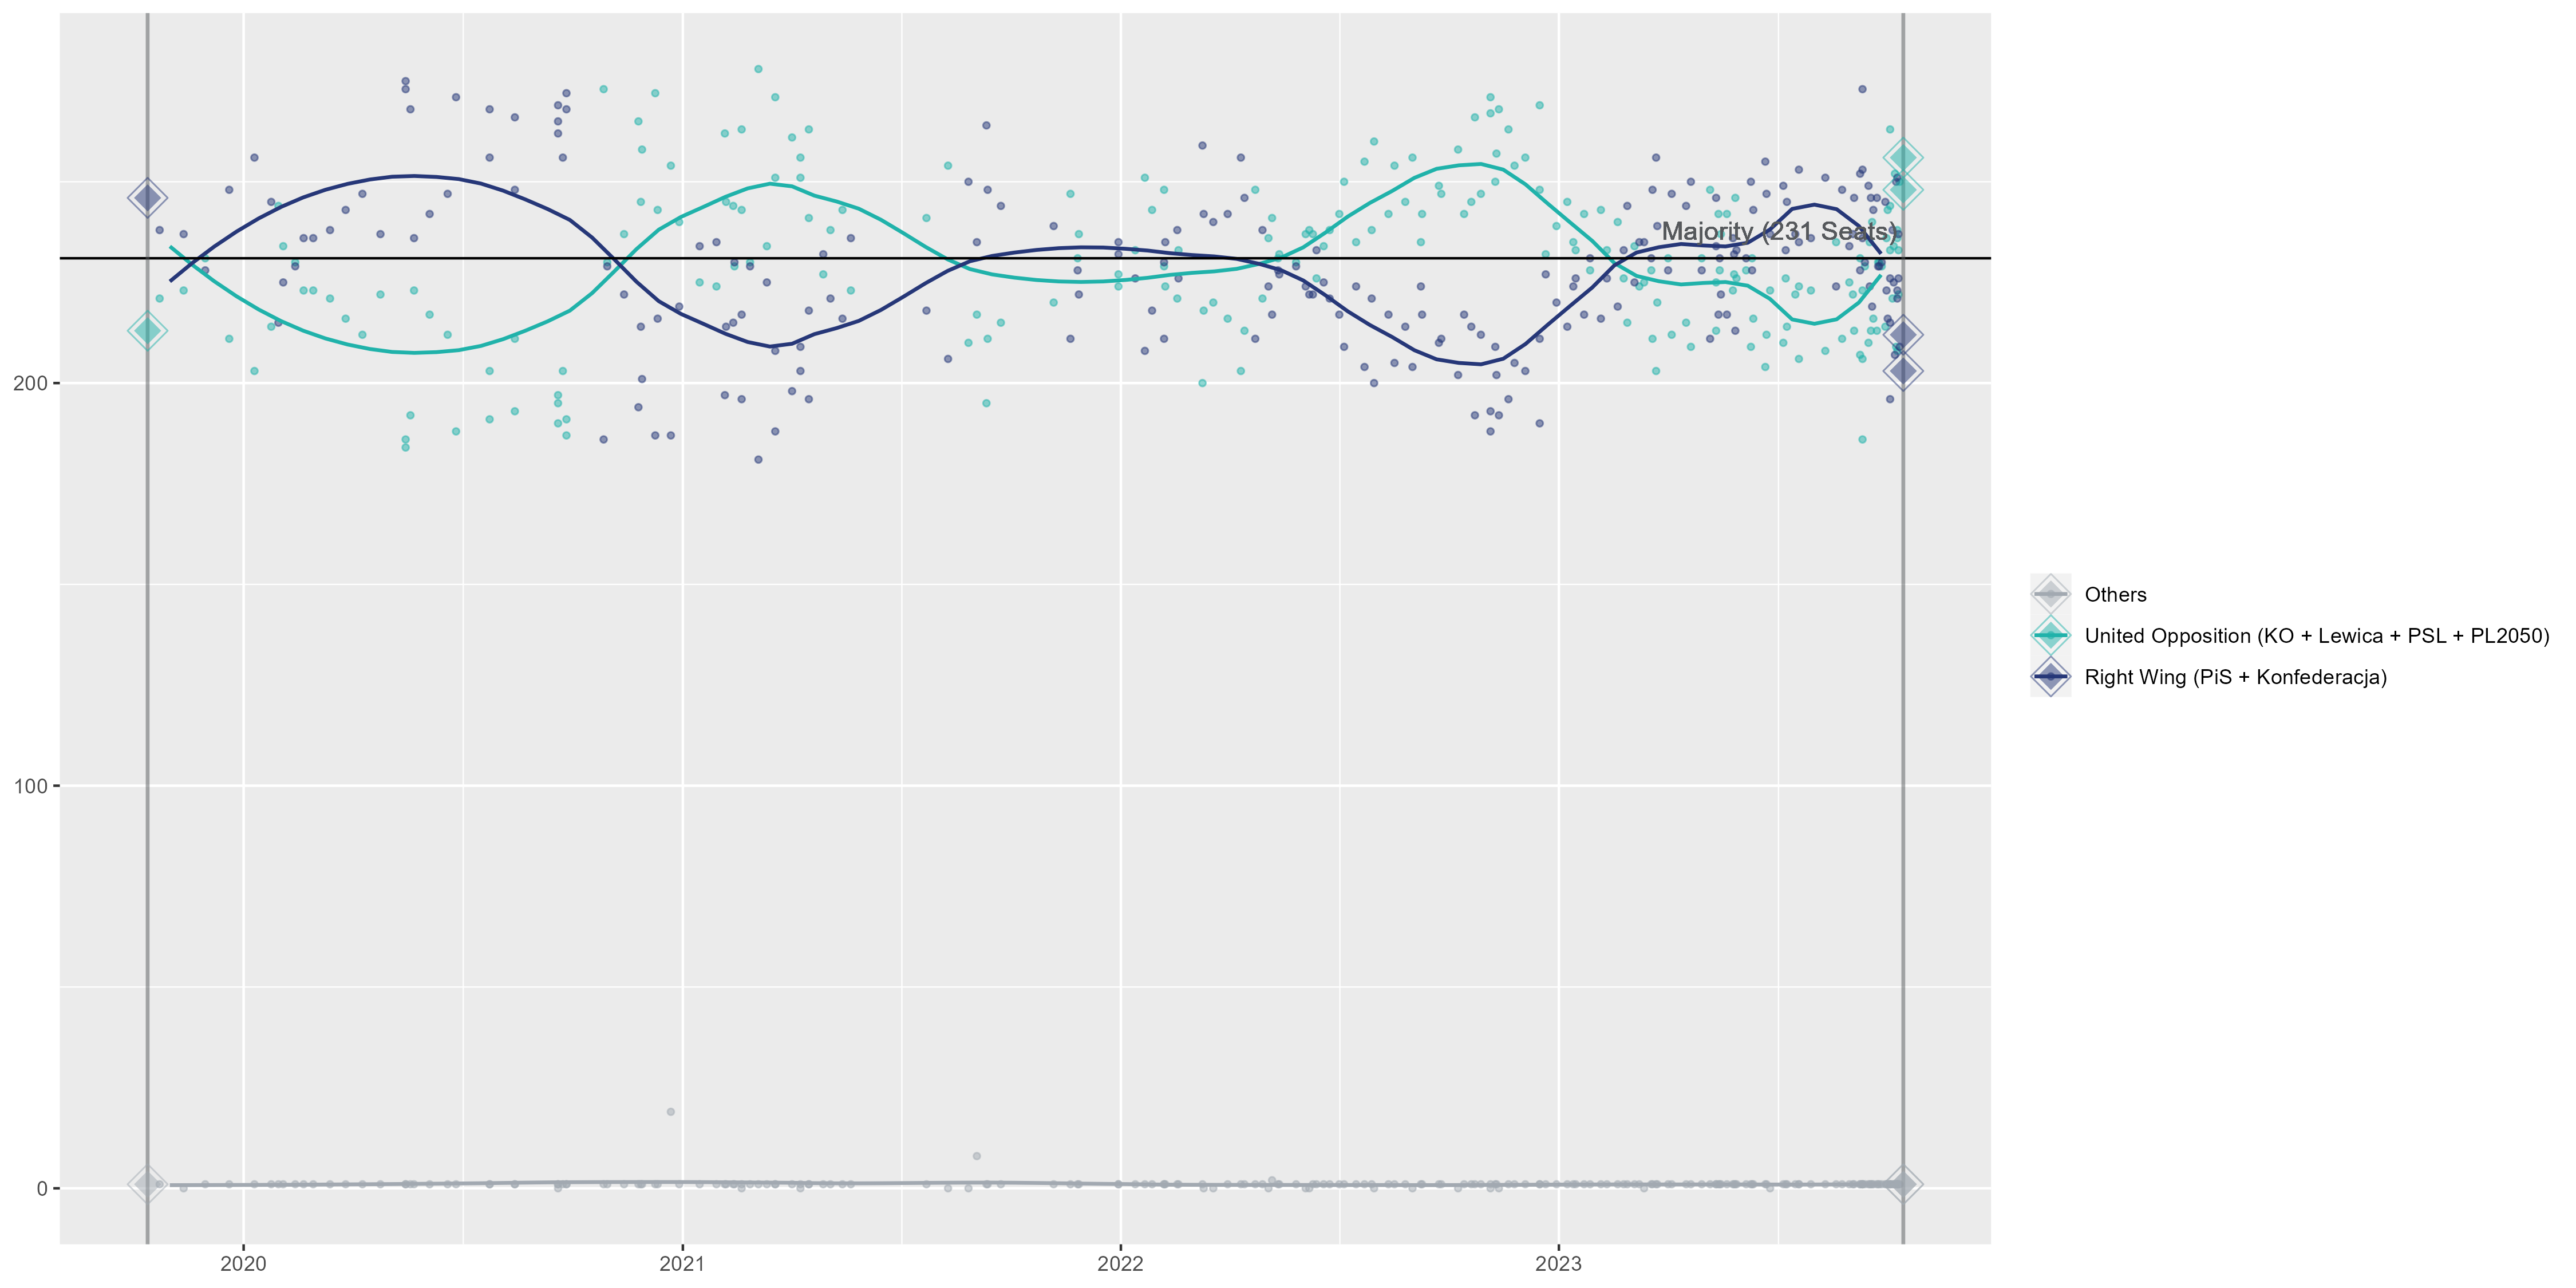 Majority (231 Seats)
200
100
0
2020
2021
2022
2023
Others
United Opposition (KO + Lewica + PSL + PL2050)
Right Wing (PiS + Konfederacja)